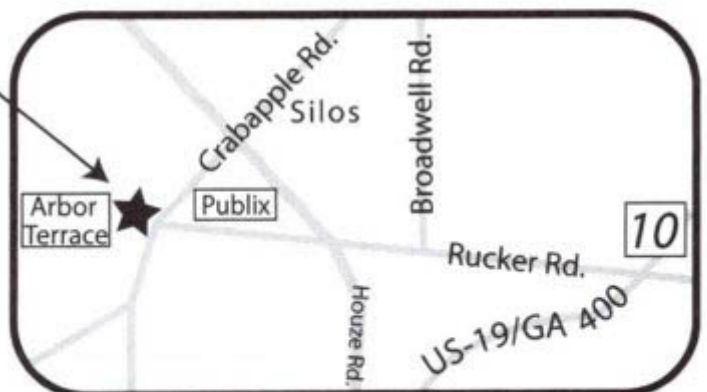 Crabapple Rd.
Silos
Broadwell Rd.
Arbor
Terrace
Publix
10
Rucker Rd.
Houze Rd.
US-19/GA 400